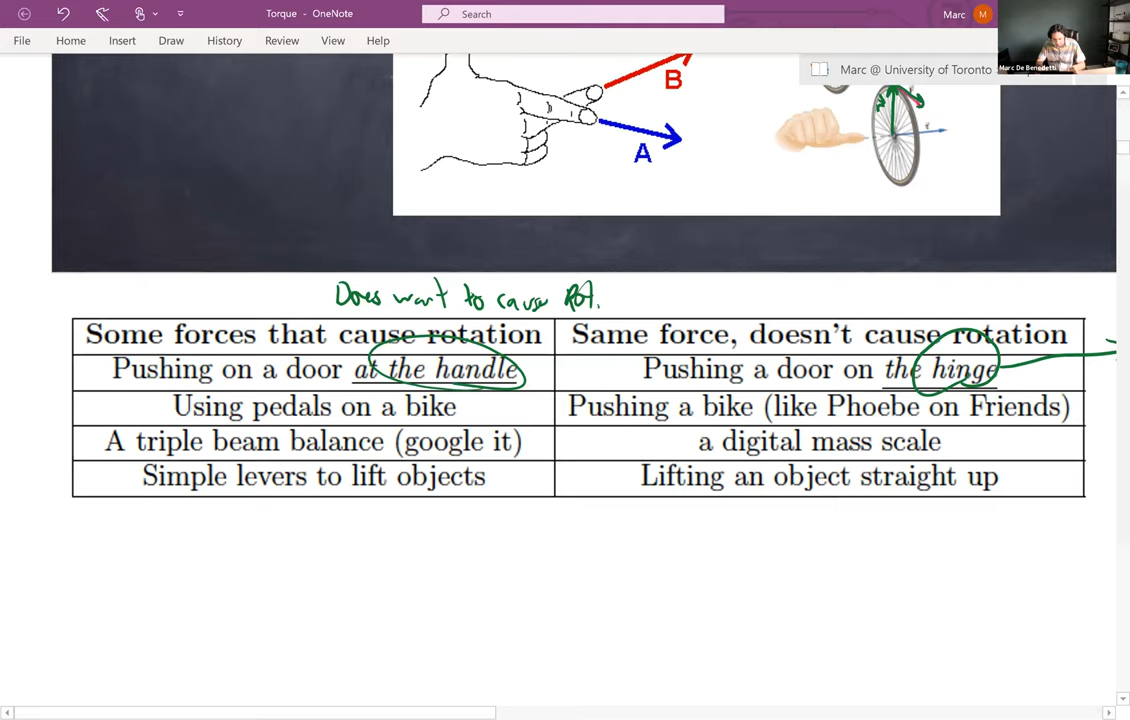 Torque - OneNote
Search
Marc
M
File Home Insert Draw History Review View Help
Marc De Benedetti
Marc @ University of Toronto
B
A
Does want to cause Rot.
Some forces that cause rotation
Same force, doesn't cause rotation
Pushing on a door at the handle
Pushing a door on the hinge
Using pedals on a bike
Pushing a bike (like Phoebe on Friends)
A triple beam balance (google it)
a digital mass scale
Simple levers to lift objects
Lifting an object straight up